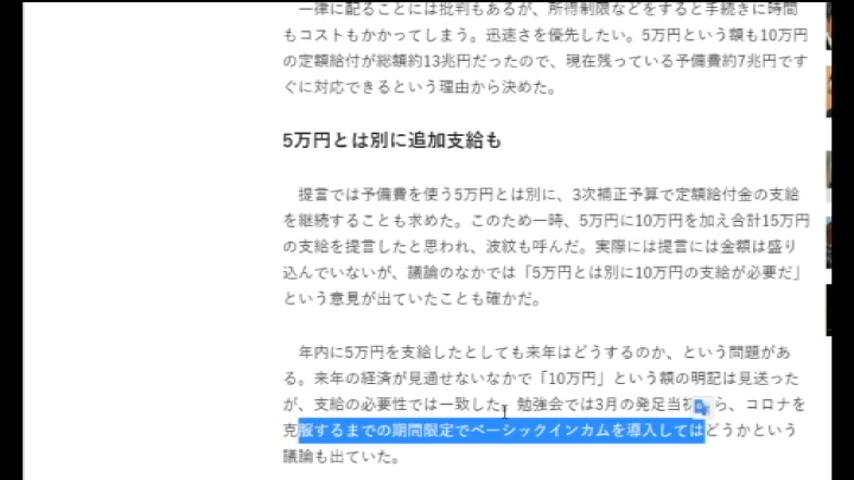 一律に配ることには批判もあるが、所得制限などをすると手続きに時間
もコストもかかってしまう。迅速さを優先したい。5万円という額も10万円
の定額給付が総額約13兆円だったので、現在残っている予備費約7兆円です
ぐに対応できるという理由から決めた。
5万円とは別に追加支給も
提言では予備費を使う5万円とは別に、3次補正予算で定額給付金の支給
を継続することも求めた。このため一時、5万円に10万円を加え合計15万円
の支給を提言したと思われ、波紋も呼んだ。実際には提言には金額は盛り
込んでいないが、議論のなかでは「5万円とは別に10万円の支給が必要だ」
という意見が出ていたことも確かだ。
年内に5万円を支給したとしても来年はどうするのか、という問題があ
る。来年の経済が見通せないなかで「10万円」という額の明記は見送った
が、支給の必要性では一致した。勉強会では3月の発足当初ら、コロナを
克服するまでの期間限定でベーシックインカムを導入してはどうかという
議論も出ていた。